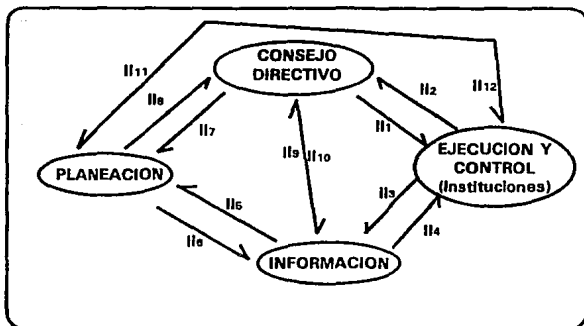 CONSEJO
DIRECTIVO
II11
II8
II7
II9
II10
II2
II1
II12
EJECUCION Y
CONTROL
(Instituciones)
PLANEACION
II5
II6
II3
II4
INFORMACION